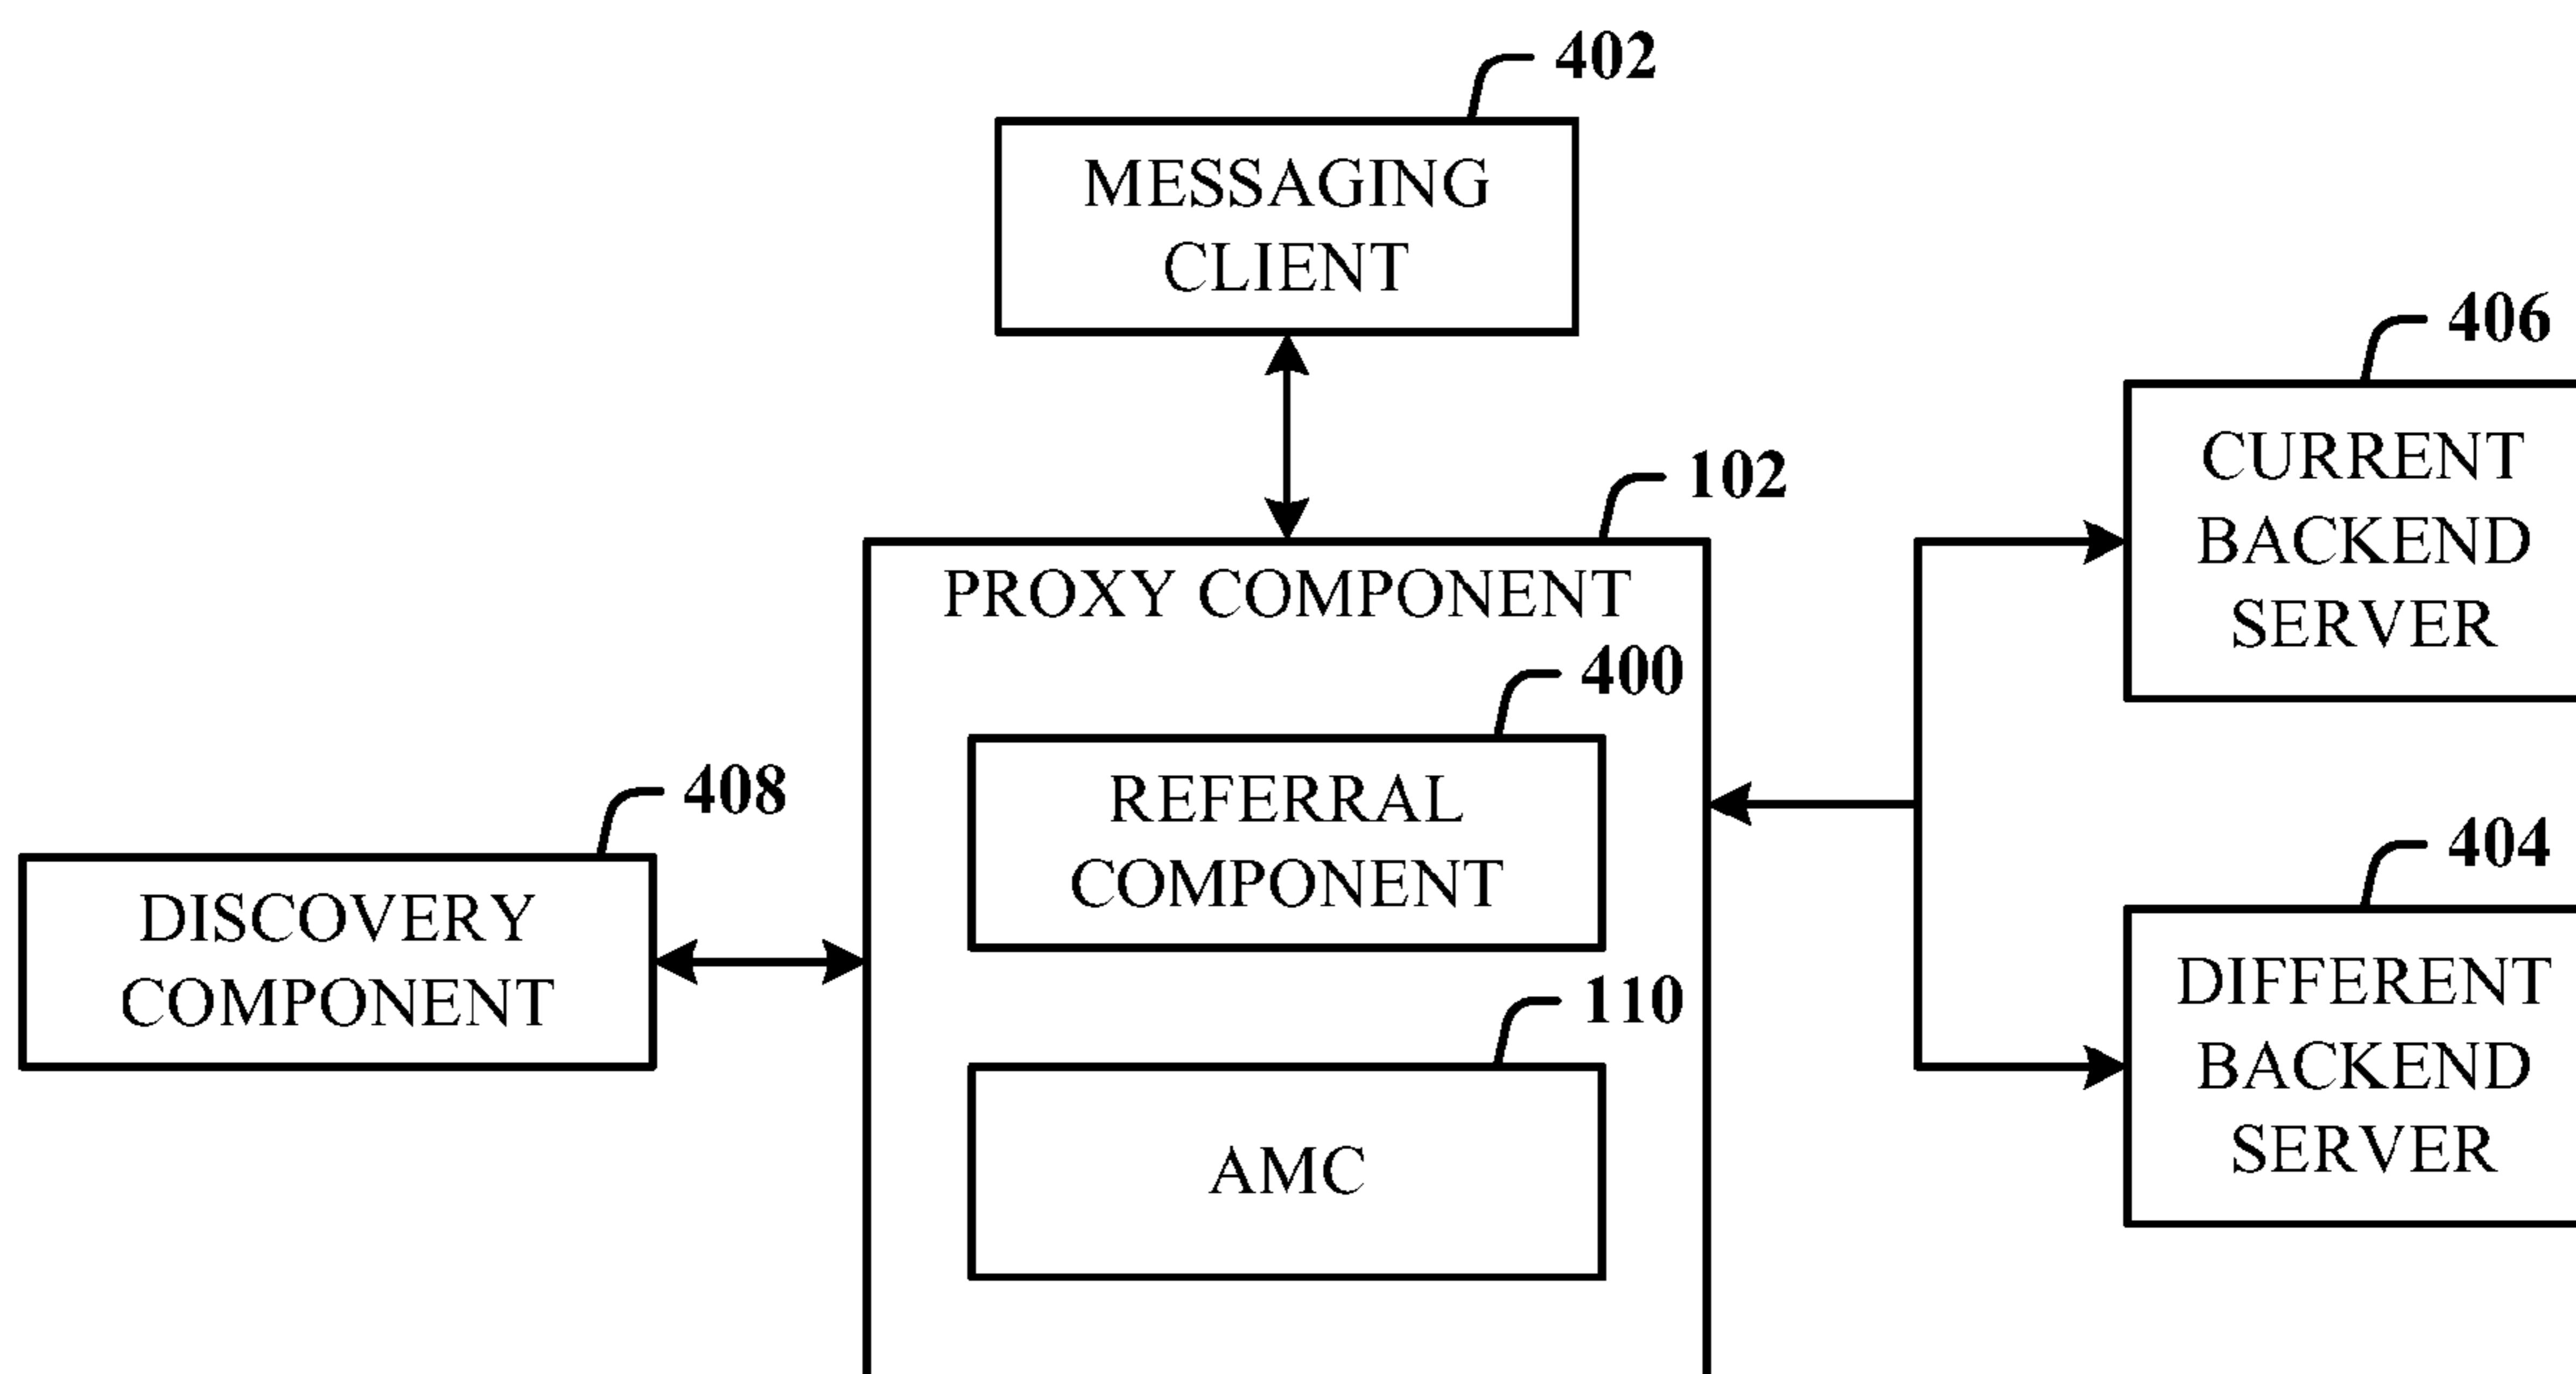 402
MESSAGING
CLIENT
406
CURRENT
BACKEND
SERVER
102
PROXY COMPONENT
400
REFERRAL
COMPONENT
408
DISCOVERY
COMPONENT
404
DIFFERENT
BACKEND
SERVER
110
AMC